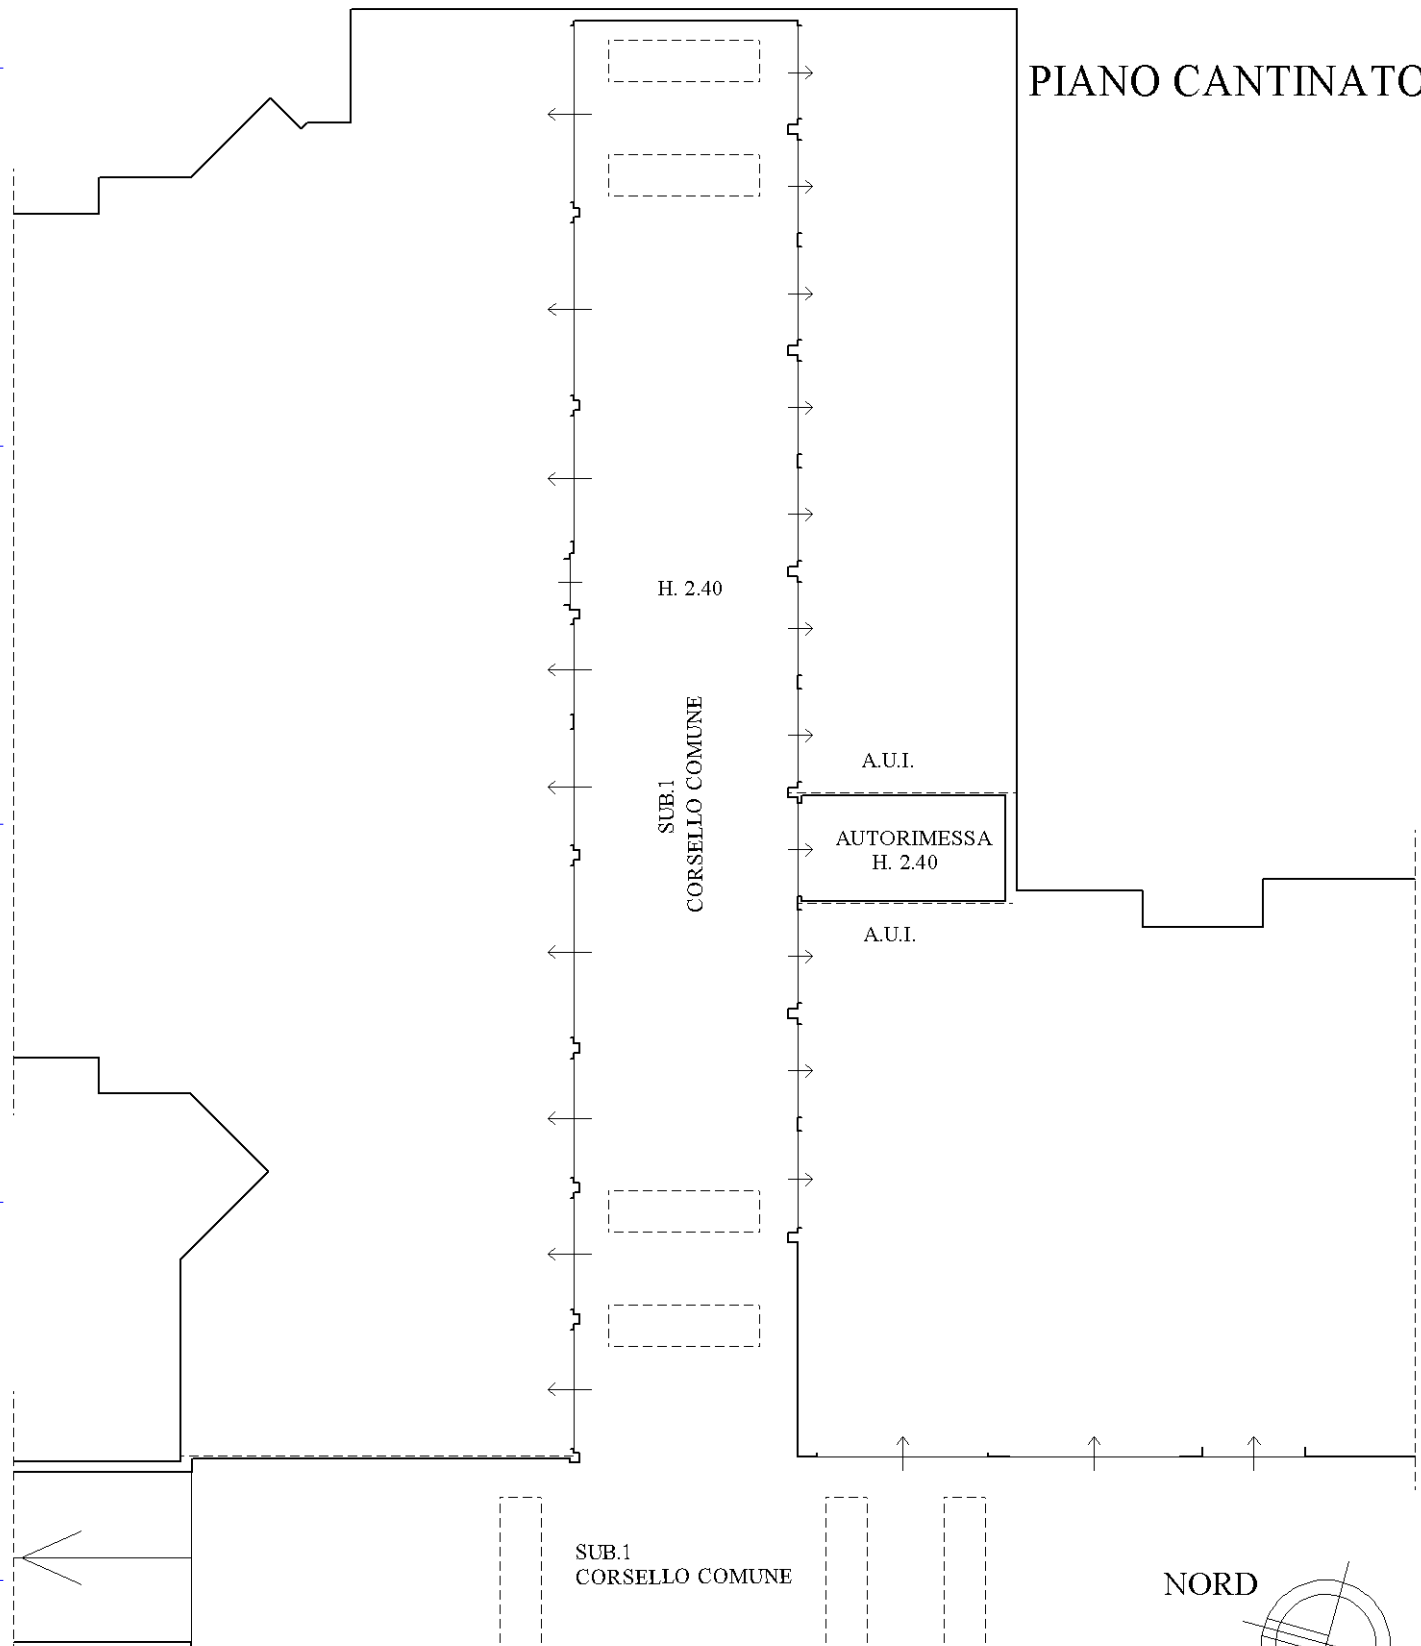 PIANO CANTINATO
H. 2.40
SUB.1
CORSELLO COMUNE
A.U.I.
AUTORIMESSA
H. 2.40
A.U.I.
SUB.1
CORSELLO COMUNE
NORD